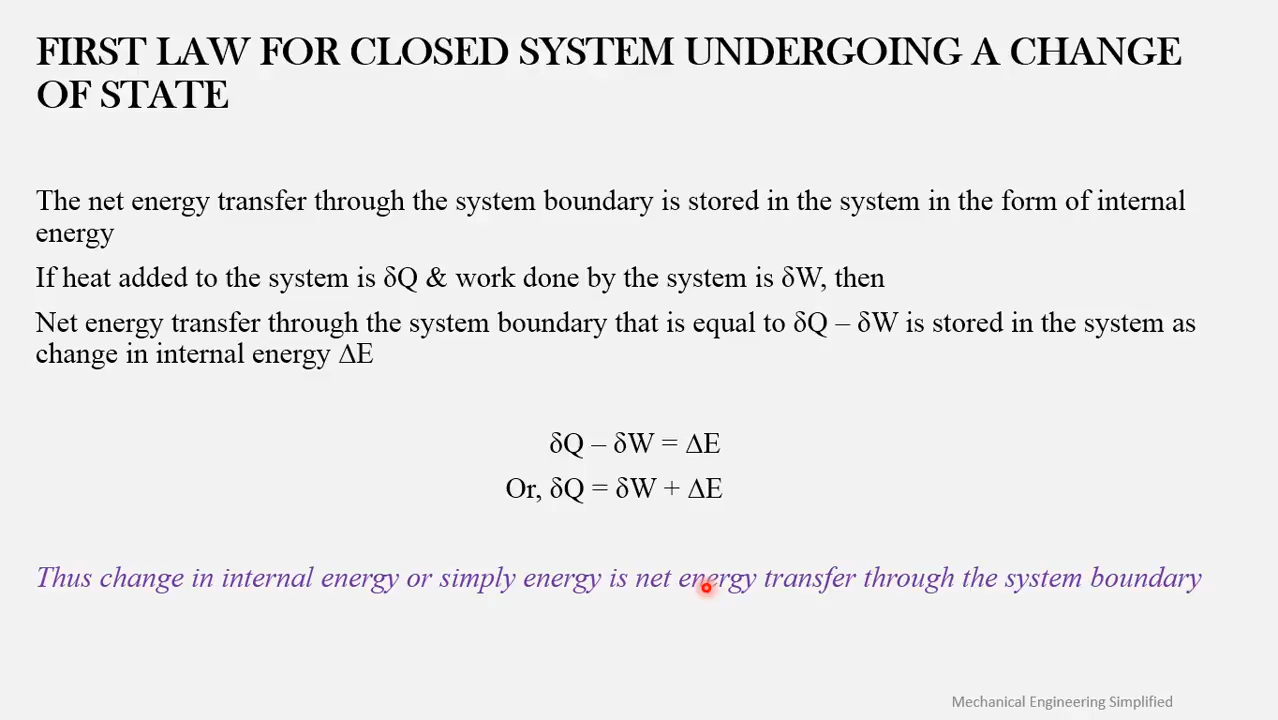 FIRST LAW FOR CLOSED SYSTEM UNDERGOING A CHANGE
OF STATE
The net energy transfer through the system boundary is stored in the system in the form of internal
energy
If heat added to the system is δQ & work done by the system is δW, then
Net energy transfer through the system boundary that is equal to δQ – δW is stored in the system as
change in internal energy ΔE
δQ – δW = ΔE
Or, δQ = δW + ΔE
Thus change in internal energy or simply energy is net energy transfer through the system boundary
Mechanical Engineering Simplified